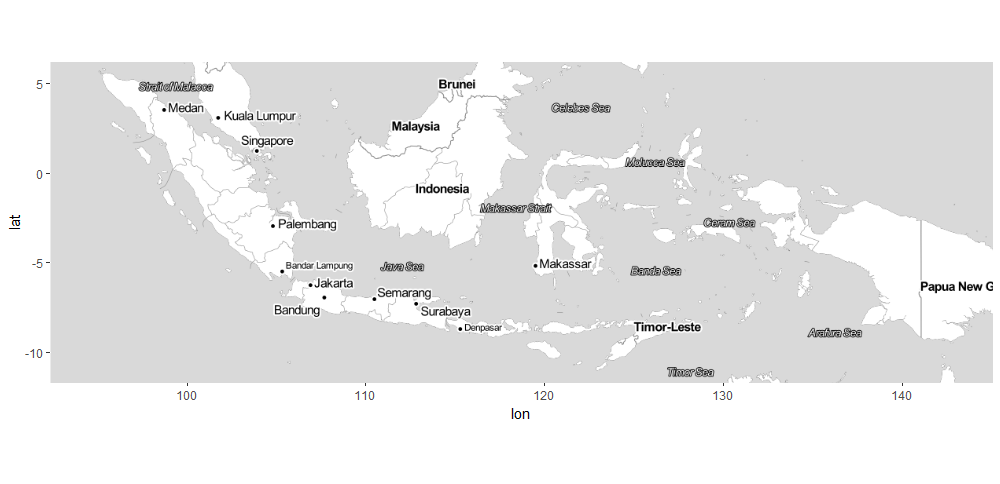 5
0
-5
-10
lat
Strait of Malacca
Medan
Kuala Lumpur
Singapore
Brunei
Malaysia
Celebes Sea
Molucca Sea
Indonesia
Makassar Strait
Palembang
Ceram Sea
Bandar Lampung
Java Sea
Makassar
Banda Sea
Jakarta
Semarang
Papua New G
Bandung
Surabaya
Denpasar
Timor-Leste
Arafura Sea
Timor Sea
100
110
120
130
140
lon